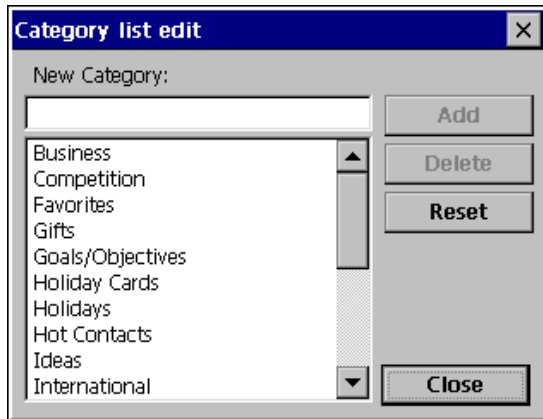 Category list edit
New Category:
Add
Business
Competition
Favorites
Gifts
Goals/Objectives
Holiday Cards
Holidays
Hot Contacts
Ideas
International
Delete
Reset
Close